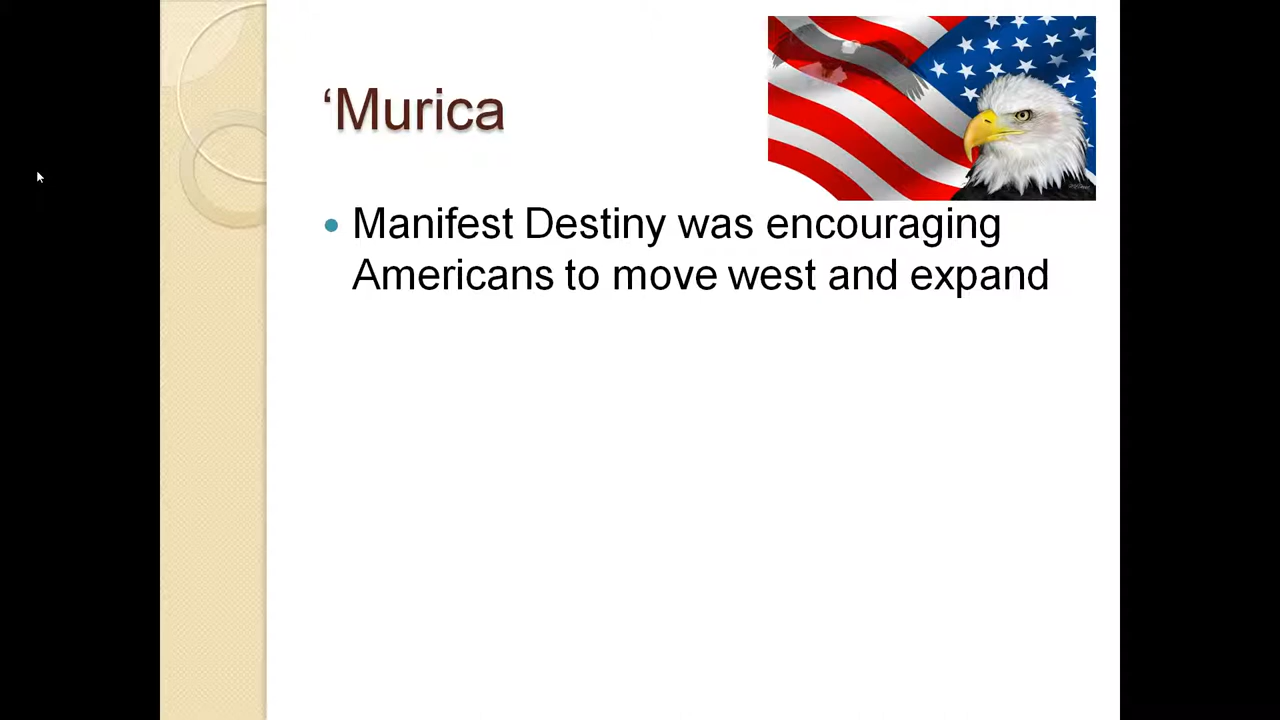 ‘Murica
• Manifest Destiny was encouraging
Americans to move west and expand